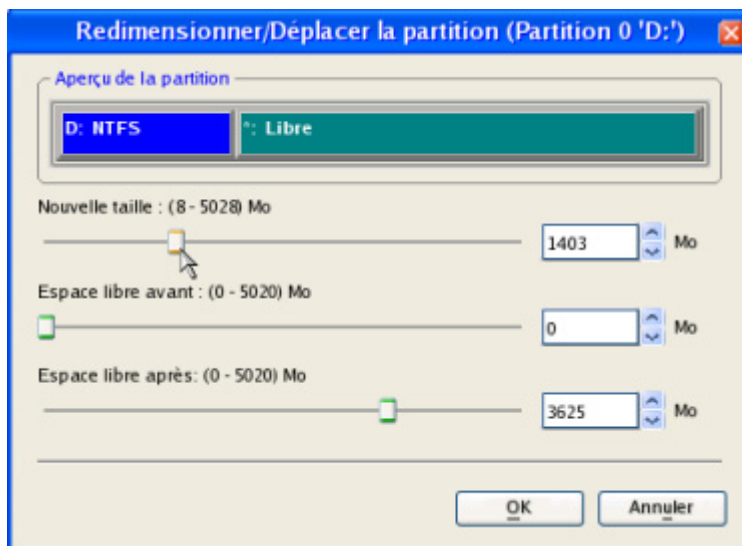 Redimensionner/Déplacer la partition (Partition 0 'D:')
Aperçu de la partition
D: NTFS
*: Libre
Nouvelle taille : (8 - 5028) Mo
1403 Mo
Espace libre avant : (0 - 5020) Mo
0 Mo
Espace libre après: (0 - 5020) Mo
3625 Mo
OK Annuler